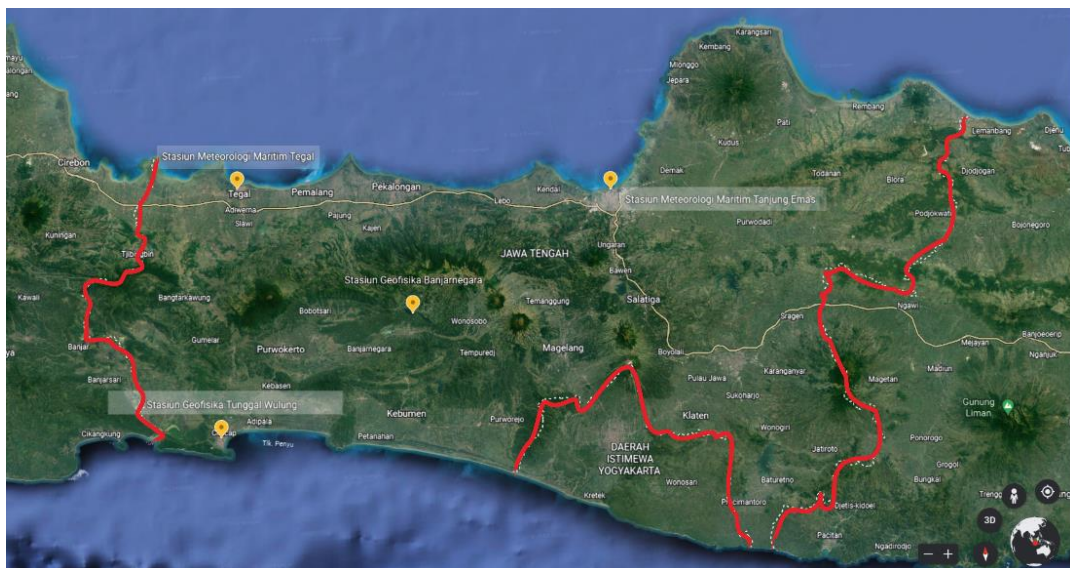 Karangsari
Kembang
Mlonggo
Jepara
Rembang
Pati
Lemanbang
Kudus
Cirebon
Stasiun Meteorologi Maritim Tegal
Demak
Todanan
Blora
Djodjogan
Tegal
Pemalang
Pekalongan
Kendal
Stasiun Meteorologi Maritim Tanjung Emas
Adiwerna
Slawi
Pajung
Lebo
Podjokwati
Purwodadi
Bojonegoro
Kuningan
Kajeri
Ungaran
Tjibingbin
JAWA TENGAH
Bawen
Stasiun Geofisika Banjarnegara
Kawali
Bangtarkawung
Bobotsari
Temanggung
Salatiga
Ngawi
Wonosobo
Sragen
Banjar
Gumelar
Purwokerto
Banjarnegara
Tempuredj
Magelang
Boyolali
Mejayan
Nganjuk
Banjarsari
Kebasen
Pulau Jawa
Karanganyar
Magetan
Madiun
Sukoharjo
Stasiun Geofisika Tunggal Wulung
Kebumen
Purworejo
Klaten
Gunung
Liman
Adipala
Wonogiri
Cikangkung
Tlk. Penyu
Petanahan
DAERAH
ISTIMEWA
YOGYAKARTA
Jatiroto
Ponorogo
Grogol
Wonosari
Baturetno
Bungkal
Kretek
Djetis-kidoel
Pacitan
Ngadirodjo
3D